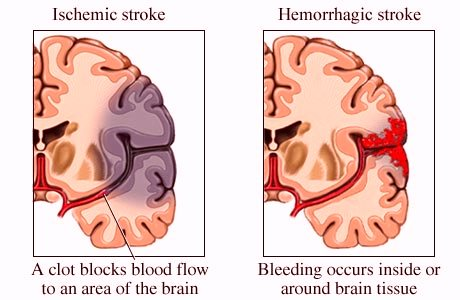 Ischemic stroke
Hemorrhagic stroke
A clot blocks blood flow
to an area of the brain
Bleeding occurs inside or
around brain tissue